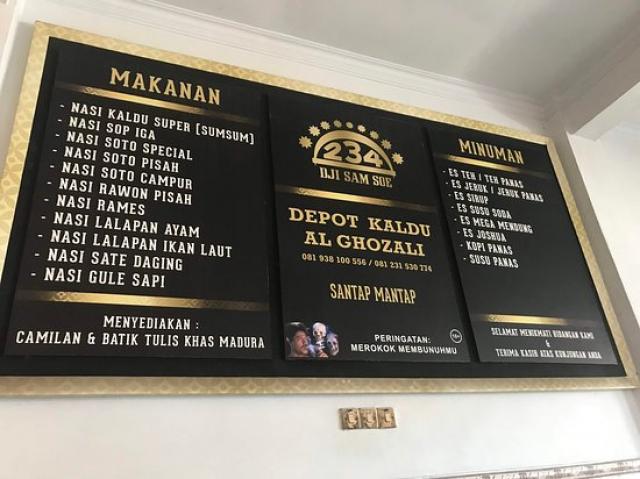 MAKANAN
- NASI KALDU SUPER [SUMSUM]
- NASI SOP IGA
- NASI SOTO SPECIAL
- NASI SOTO PISAH
- NASI SOTO CAMPUR
- NASI RAWON PISAH
- NASI RAMES
- NASI LALAPAN AYAM
- NASI LALAPAN IKAN LAUT
- NASI SATE DAGING
- NASI GULE SAPI
MENYEDIAKAN :
CAMILAN & BATIK TULIS KHAS MADURA
234
DJI SAM SOE
DEPOT KALDU
AL GHOZALI
081 938 100 556 / 081 231 530 774
SANTAP MANTAP
PERINGATAN:
MEROKOK MEMBUNUHMU
18+
MINUMAN
- ES TEH / TEH PANAS
- ES JERUK / JERUK PANAS
- ES SIRUP
- ES SUSU SODA
- ES MEGA MENDUNG
- ES JOSHUA
- KOPI PANAS
- SUSU PANAS
SELAMAT MENIKMATI HIDANGAN KAMI
&
TERIMA KASIH ATAS KUNJUNGAN ANDA